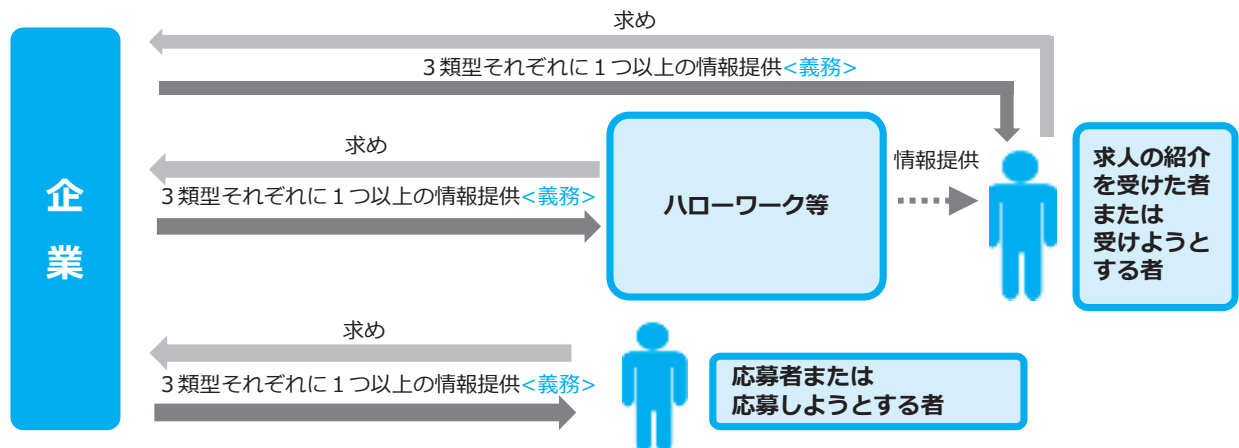 求め
3類型それぞれに1つ以上の情報提供<義務>
求め
3類型それぞれに1つ以上の情報提供<義務>
企
業
ハローワーク等
情報提供
求人の紹介
を受けた者
または
受けようと
する者
求め
3類型それぞれに1つ以上の情報提供<義務>
応募者または
応募しようとする者